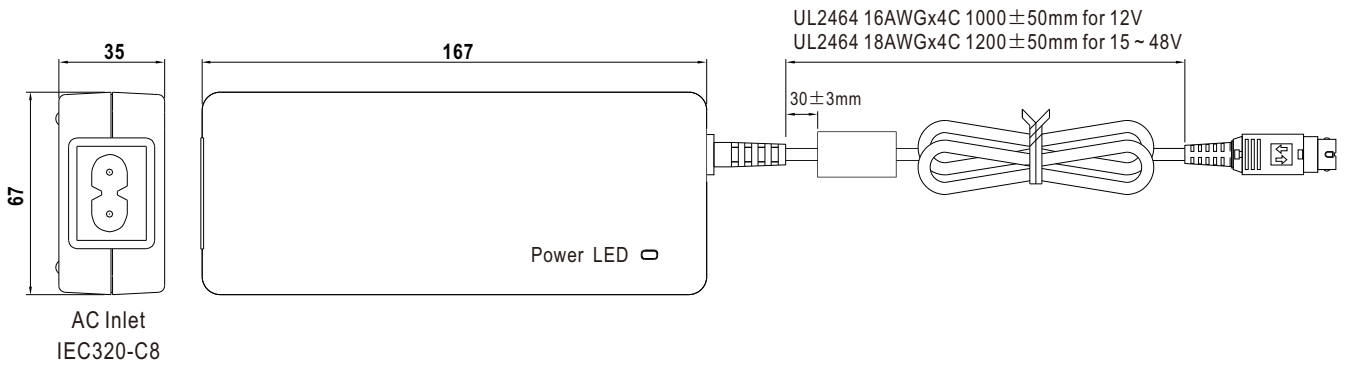 UL2464 16AWGx4C 1000±50mm for 12V
UL2464 18AWGx4C 1200±50mm for 15 ~ 48V
35
167
30±3mm
67
Power LED
AC Inlet
IEC320-C8